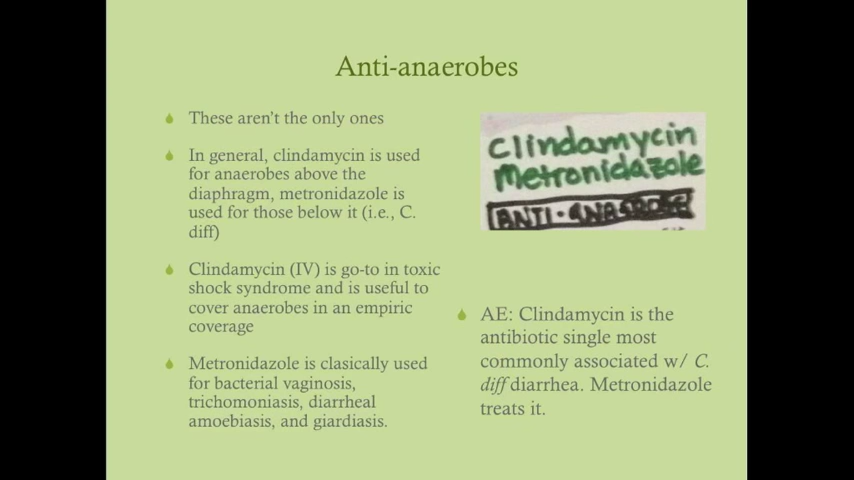 Anti-anaerobes
These aren't the only ones
In general, clindamycin is used
for anaerobes above the
diaphragm, metronidazole is
used for those below it (i.e., C.
diff)
Clindamycin (IV) is go-to in toxic
shock syndrome and is useful to
cover anaerobes in an empiric
coverage
Metronidazole is clasically used
for bacterial vaginosis,
trichomoniasis, diarrheal
amoebiasis, and giardiasis.
Clindamycin
Metronidazole
ANTI-ANAEROBE
AE: Clindamycin is the
antibiotic single most
commonly associated w/ C.
diff diarrhea. Metronidazole
treats it.